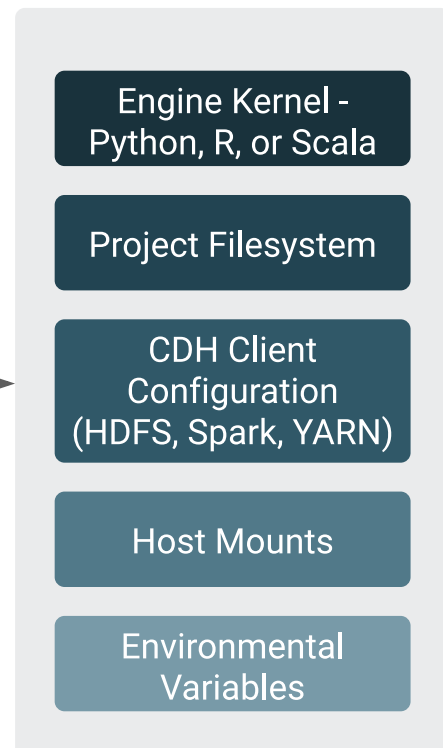 Engine Kernel -
Python, R, or Scala
Project Filesystem
CDH Client
Configuration
(HDFS, Spark, YARN)
Host Mounts
Environmental
Variables